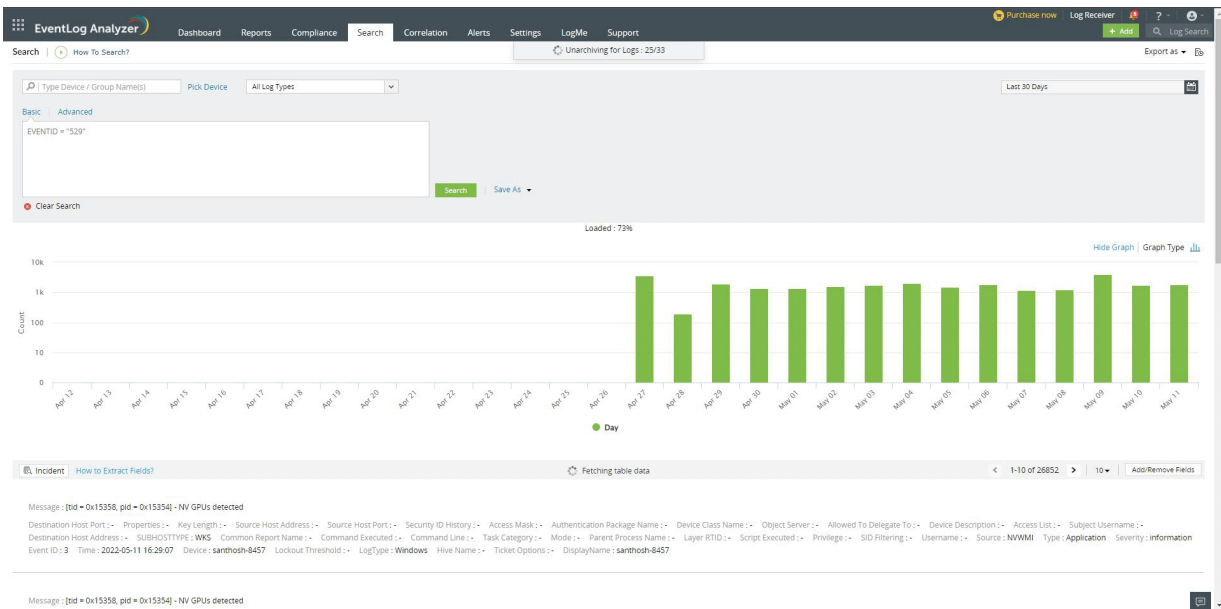 Purchase now Log Receiver ? -
EventLog Analyzer Dashboard Reports Compliance Search Correlation Alerts Settings LogMe Support + Add Log Search
Search How To Search? Unarchiving for Logs : 25/33 Export as
Type Device / Group Name(s) Pick Device All Log Types Last 30 Days
Basic Advanced
EVENTID = "529"
Search Save As
Clear Search
Loaded : 73%
Hide Graph Graph Type
10k
1k
100
10
0
Count
Apr 12 Apr 13 Apr 14 Apr 15 Apr 16 Apr 17 Apr 18 Apr 19 Apr 20 Apr 21 Apr 22 Apr 23 Apr 24 Apr 25 Apr 26 Apr 27 Apr 28 Apr 29 Apr 30 May 01 May 02 May 03 May 04 May 05 May 06 May 07 May 08 May 09 May 10 May 11
Day
Incident How to Extract Fields? Fetching table data < 1-10 of 26852 > 10 Add/Remove Fields
Message : [tid = 0x15358, pid = 0x15354] - NV GPUs detected
Destination Host Port : - Properties : - Key Length : - Source Host Address : - Source Host Port : - Security ID History : - Access Mask : - Authentication Package Name : - Device Class Name : - Object Server : - Allowed To Delegate To : - Device Description : - Access List : - Subject Username : -
Destination Host Address : - SUBHOSTTYPE : WKS Common Report Name : - Command Executed : - Command Line : - Task Category : - Mode : - Parent Process Name : - Layer RTID : - Script Executed : - Privilege : - SID Filtering : - Username : - Source : NVWMI Type : Application Severity : information
Event ID : 3 Time : 2022-05-11 16:29:07 Device : santhosh-8457 Lockout Threshold : - LogType : Windows Hive Name : - Ticket Options : - DisplayName : santhosh-8457
Message : [tid = 0x15358, pid = 0x15354] - NV GPUs detected